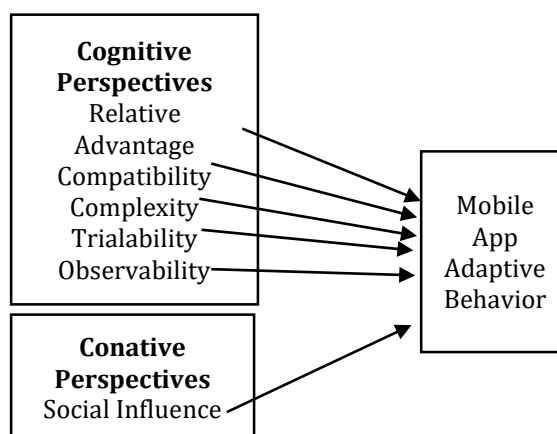 Cognitive
Perspectives
Relative
Advantage
Compatibility
Complexity
Trialability
Observability
Mobile
App
Adaptive
Behavior
Conative
Perspectives
Social Influence